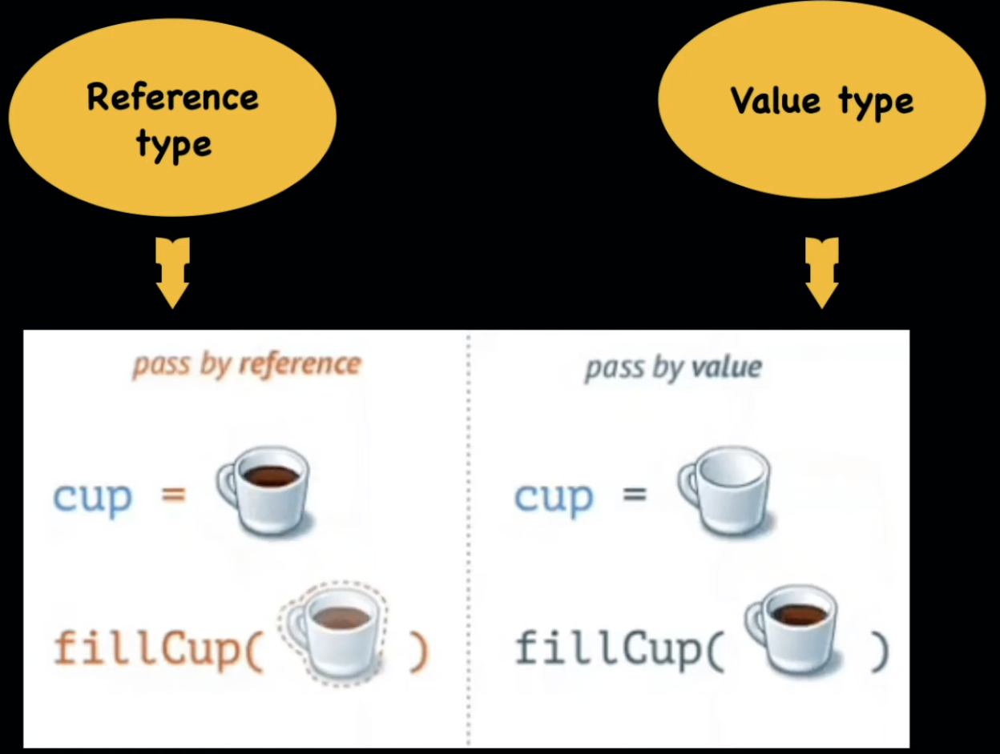 Reference
type
Value type
pass by reference
cup =
fillCup( )
pass by value
cup =
fillCup( )